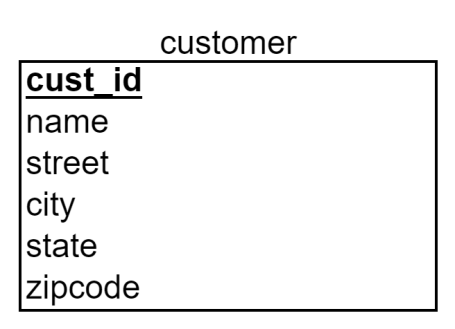 customer
cust_id
name
street
city
state
zipcode